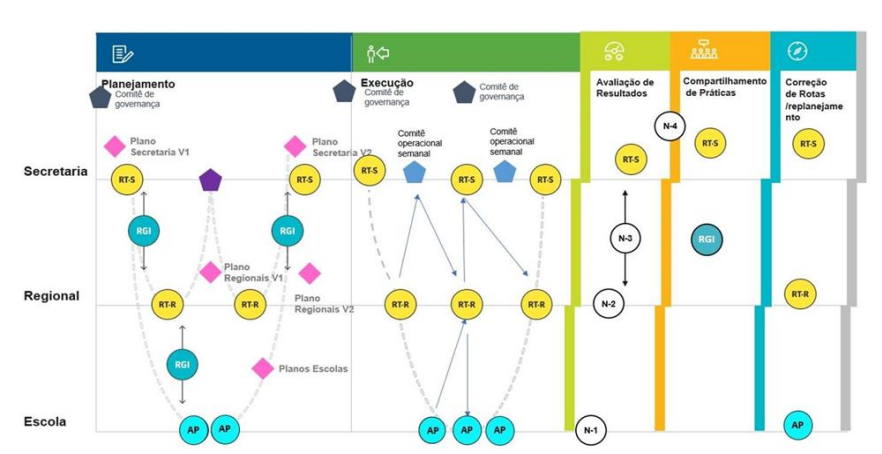 Planejamento
Comitê de
governança
Plano
Secretaria V1
Plano
Secretaria V2
Execução
Comitê de
governança
Comitê de
governança
Comitê
operacional
semanal
Comitê
operacional
semanal
Avaliação de
Resultados
Compartilhamento
de Práticas
Correção
de Rotas
/replanejame
nto
N-4
Secretaria
RT-S
RT-S
RT-S
RT-S
RT-S
RT-S
RT-S
RT-S
RGI
RGI
N-3
RGI
Plano
Regionais V1
Plano
Regionais V2
Regional
RT-R
RT-R
RT-R
RT-R
RT-R
N-2
RT-R
RGI
Planos Escolas
Escola
AP
AP
AP
AP
AP
N-1
AP